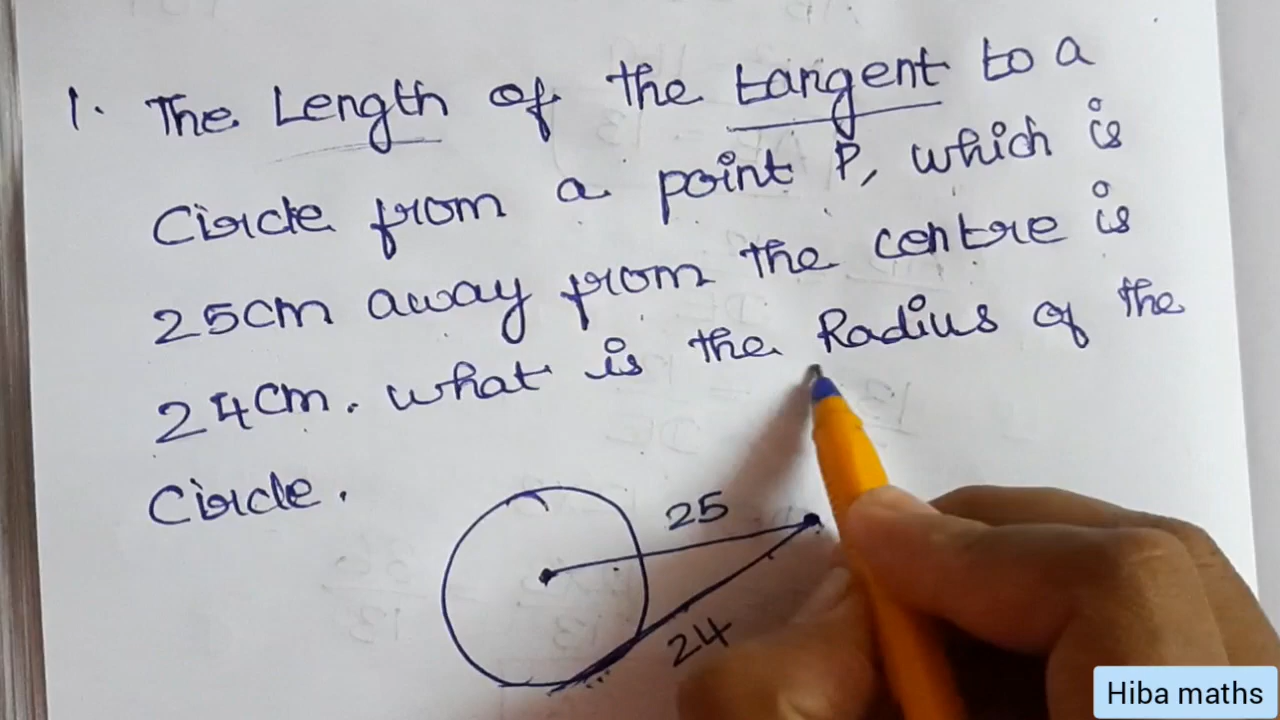 1. The Length of the tangent to a
Circle from a point P, which is
25cm away from the centre is
24cm. what is the Radius of the
Circle.
25
24
Hiba maths